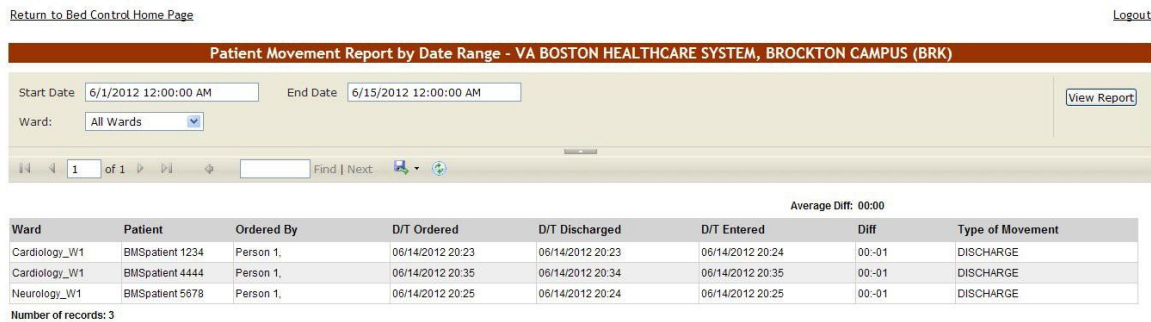 Return to Bed Control Home Page Logout
Patient Movement Report by Date Range - VA BOSTON HEALTHCARE SYSTEM, BROCKTON CAMPUS (BRK)
Start Date 6/1/2012 12:00:00 AM End Date 6/15/2012 12:00:00 AM View Report
Ward: All Wards
1 of 1 Find | Next
Average Diff: 00:00
Ward Patient Ordered By D/T Ordered D/T Discharged D/T Entered Diff Type of Movement
Cardiology_W1 BMSpatient 1234 Person 1, 06/14/2012 20:23 06/14/2012 20:23 06/14/2012 20:24 00:-01 DISCHARGE
Cardiology_W1 BMSpatient 4444 Person 1, 06/14/2012 20:35 06/14/2012 20:34 06/14/2012 20:35 00:-01 DISCHARGE
Neurology_W1 BMSpatient 5678 Person 1, 06/14/2012 20:25 06/14/2012 20:24 06/14/2012 20:25 00:-01 DISCHARGE
Number of records: 3